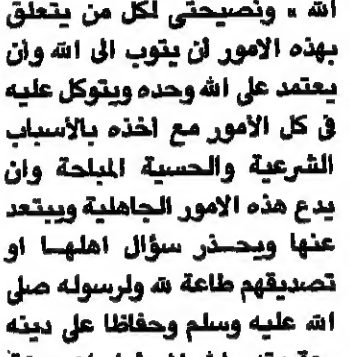 الله » ونصيحتي لكل من يتعلق
بهذه الامور ان يتوب الى الله وان
يعتمد على الله وحده ويتوكل عليه
في كل الأمور مع اخذه بالأسباب
الشرعية والحسية المباحة وان
يدع هذه الامور الجاهلية ويبتعد
عنها ويحذر سؤال اهلها او
تصديقهم طاعة لله ولرسوله صلى
الله عليه وسلم وحفاظا على دينه